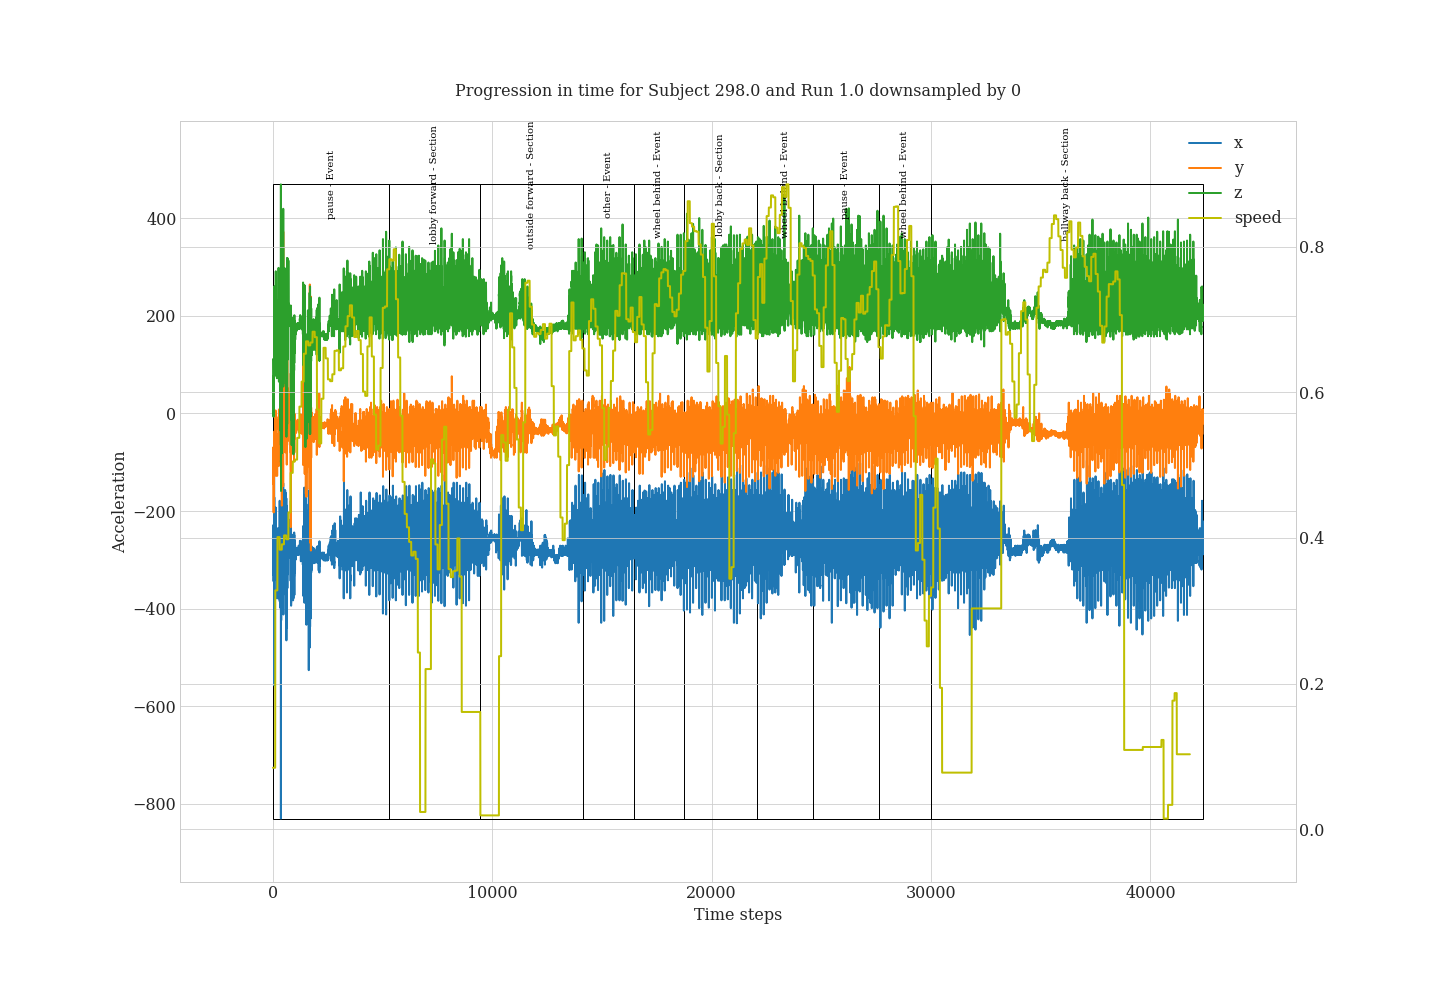 Progression in time for Subject 298.0 and Run 1.0 downsampled by 0
pause - Event
lobby forward - Section
outside forward - Section
other - Event
wheel behind - Event
lobby back - Section
wheel behind - Event
pause - Event
wheel behind - Event
hallway back - Section
x
y
z
speed
400
200
0
−200
−400
−600
−800
Acceleration
0.8
0.6
0.4
0.2
0.0
0 10000 20000 30000 40000
Time steps